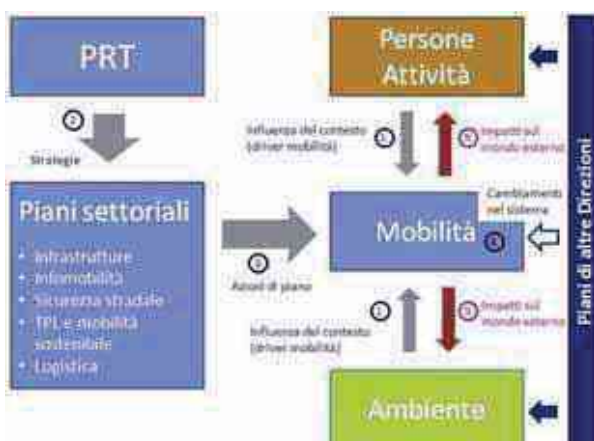 PRT
Strategie
Piani settoriali
• Infrastrutture
• Infomobilità
• Sicurezza stradale
• TPL e mobilità
sostenibile
• Logistica
Azioni di piano
Persone
Attività
Influenza del contesto
(driver mobilità)
Impatti sul
mondo esterno
Cambiamento
nel sistema
Mobilità
Influenza del contesto
(driver mobilità)
Impatti sul
mondo esterno
Ambiente
Piani di altre Direzioni